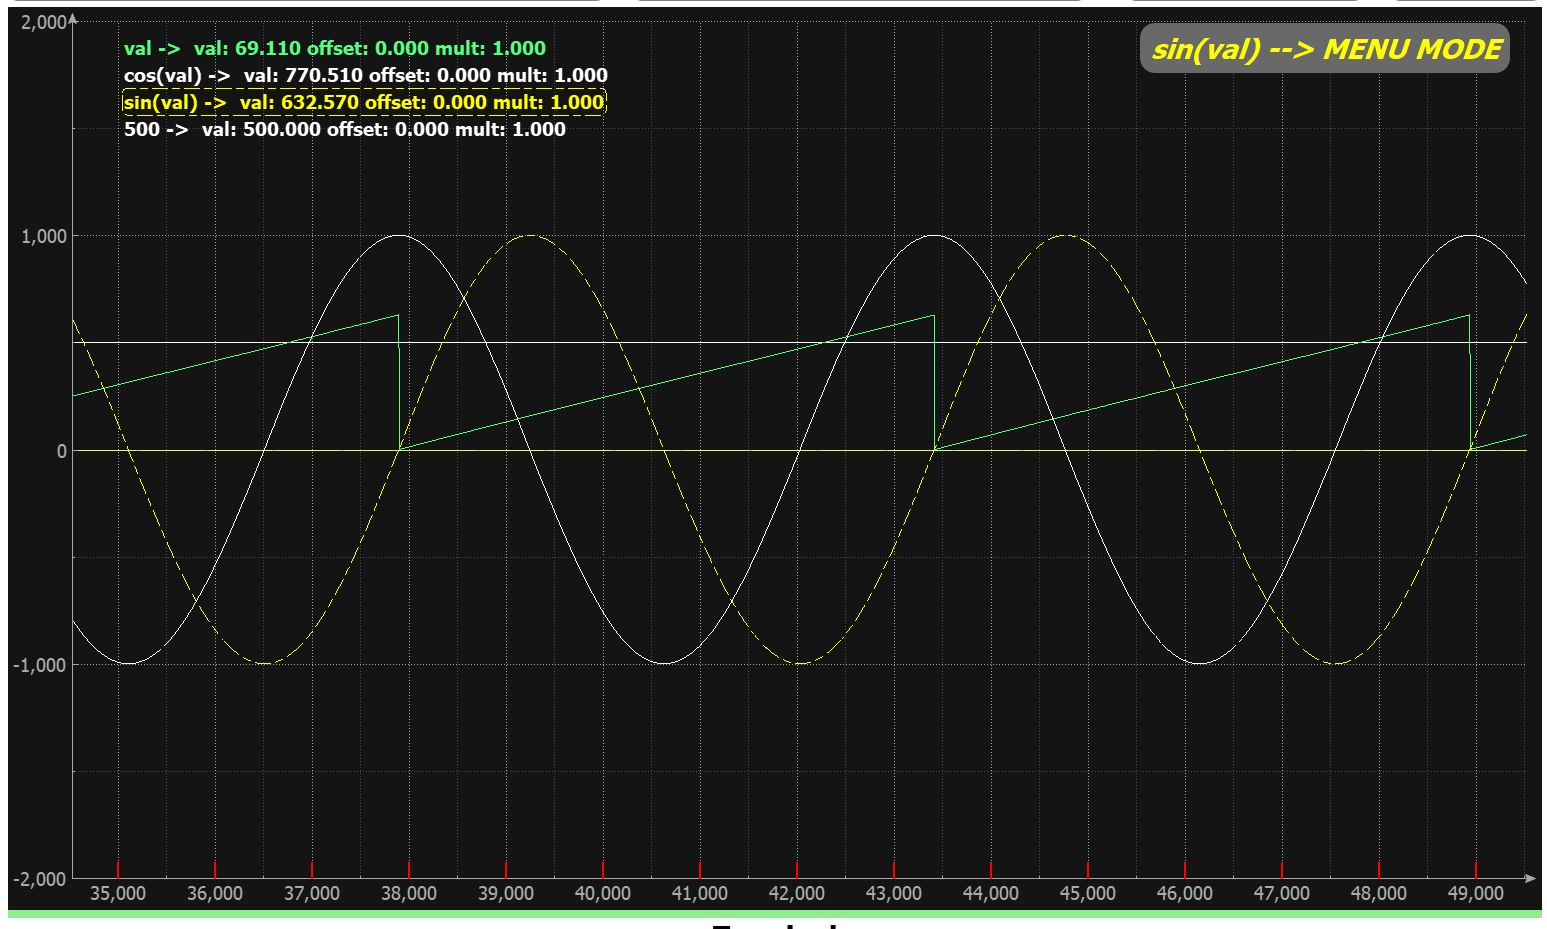 2,000
val ->  val: 69.110 offset: 0.000 mult: 1.000
sin(val) --> MENU MODE
cos(val) ->  val: 770.510 offset: 0.000 mult: 1.000
sin(val) ->  val: 632.570 offset: 0.000 mult: 1.000
500 ->  val: 500.000 offset: 0.000 mult: 1.000
1,000
0
-1,000
-2,000
35,000 36,000 37,000 38,000 39,000 40,000 41,000 42,000 43,000 44,000 45,000 46,000 47,000 48,000 49,000